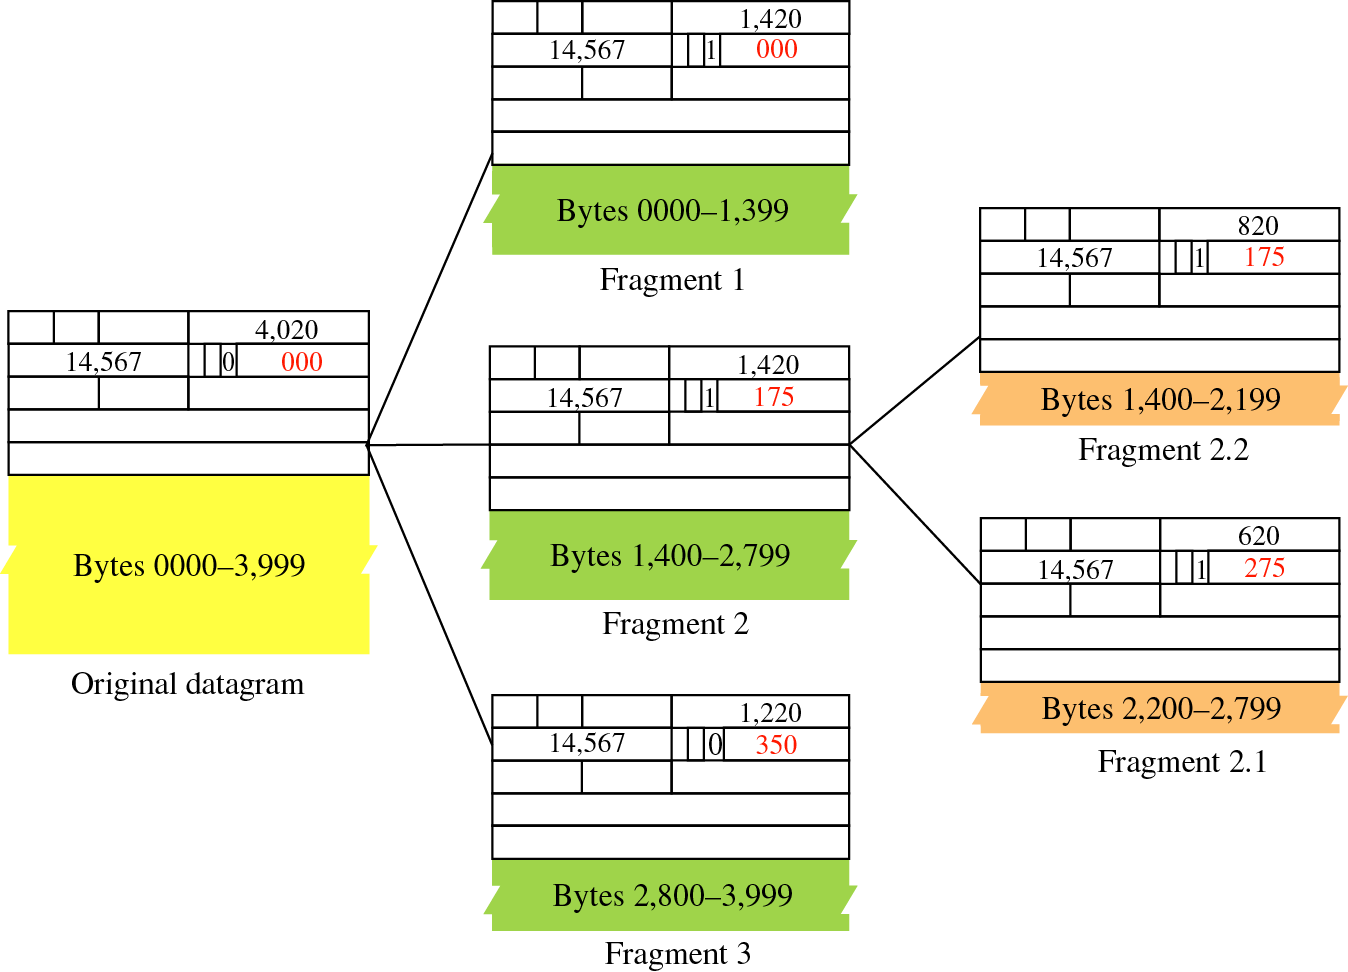 4,020
14,567 0 000
Bytes 0000–3,999
Original datagram
1,420
14,567 1 000
Bytes 0000–1,399
Fragment 1
1,420
14,567 1 175
Bytes 1,400–2,799
Fragment 2
1,220
14,567 0 350
Bytes 2,800–3,999
Fragment 3
820
14,567 1 175
Bytes 1,400–2,199
Fragment 2.2
620
14,567 1 275
Bytes 2,200–2,799
Fragment 2.1